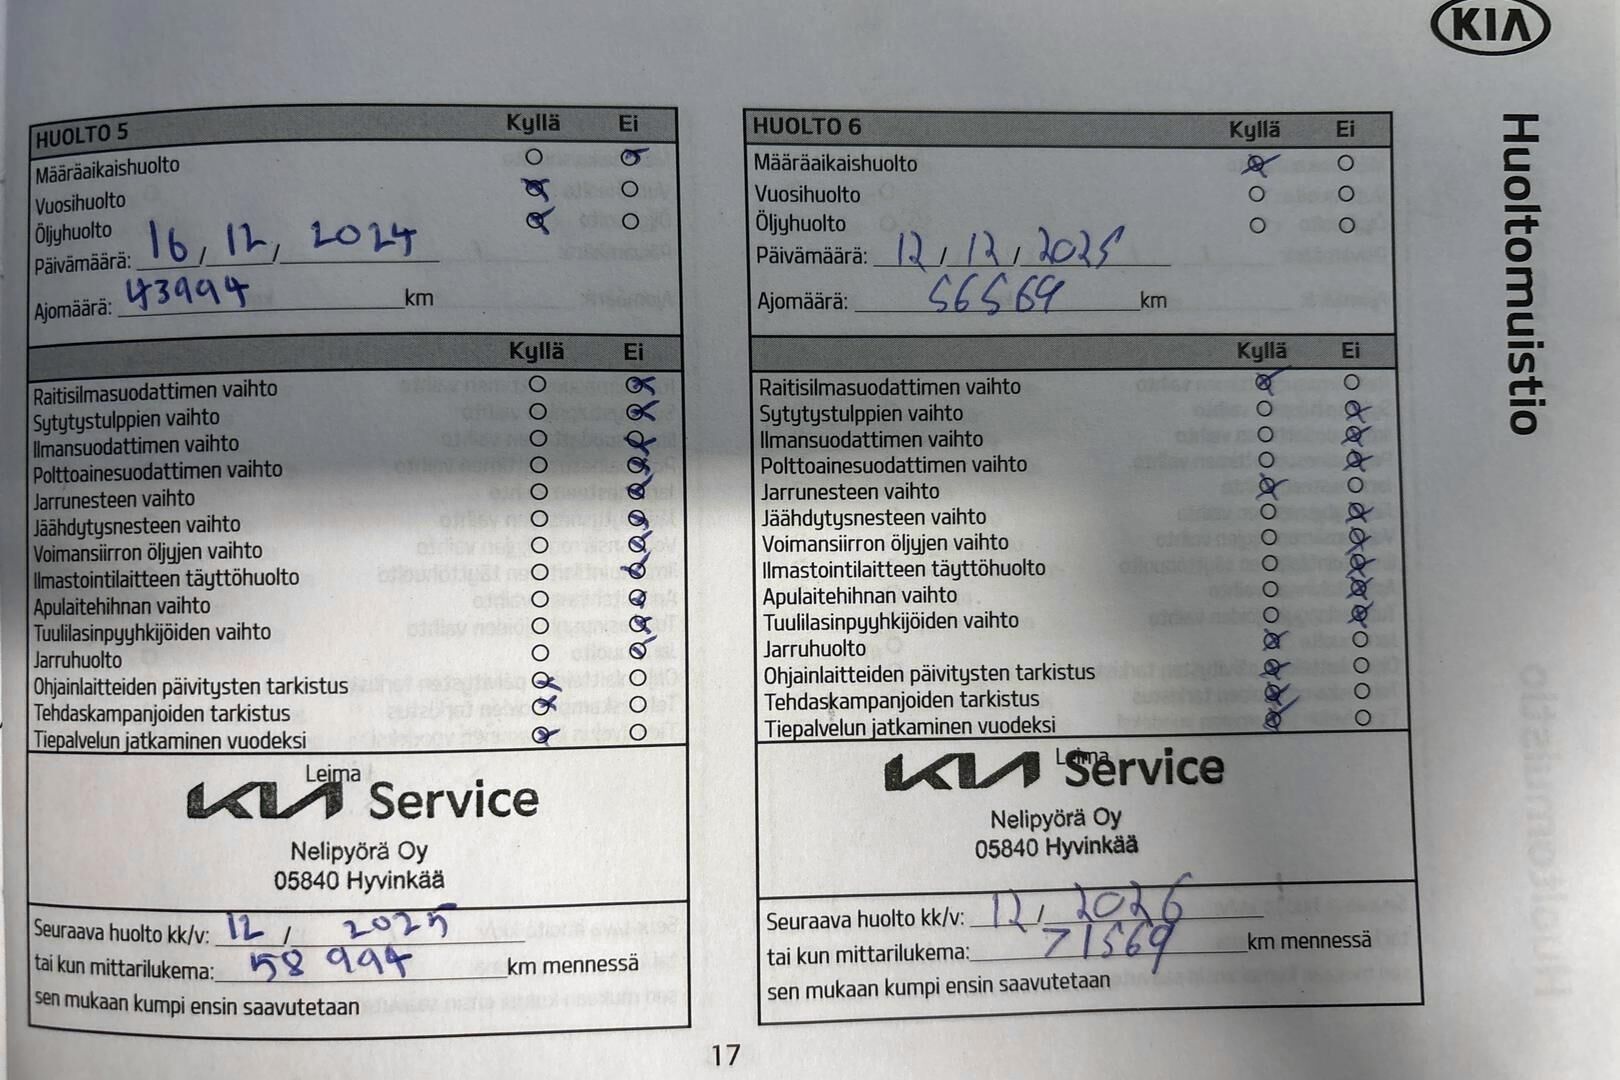 KIA
Huoltomuistio
HUOLTO 5 Kyllä Ei
Määräaikaishuolto
Vuosihuolto
Öljyhuolto
Päivämäärä: 16 / 12 / 2024
Ajomäärä: 43994 km
Kyllä Ei
Raitisilmasuodattimen vaihto
Sytytystulppien vaihto
Ilmansuodattimen vaihto
Polttoainesuodattimen vaihto
Jarrunesteen vaihto
Jäähdytysnesteen vaihto
Voimansiirron öljyjen vaihto
Ilmastointilaitteen täyttöhuolto
Apulaitehihnan vaihto
Tuulilasinpyyhkijöiden vaihto
Jarruhuolto
Ohjainlaitteiden päivitysten tarkistus
Tehdaskampanjoiden tarkistus
Tiepalvelun jatkaminen vuodeksi
Leima
KIA Service
Nelipyörä Oy
05840 Hyvinkää
Seuraava huolto kk/v: 12 / 2025
tai kun mittarilukema: 58 994 km mennessä
sen mukaan kumpi ensin saavutetaan
HUOLTO 6 Kyllä Ei
Määräaikaishuolto
Vuosihuolto
Öljyhuolto
Päivämäärä: 12 / 12 / 2025
Ajomäärä: 56569 km
Kyllä Ei
Raitisilmasuodattimen vaihto
Sytytystulppien vaihto
Ilmansuodattimen vaihto
Polttoainesuodattimen vaihto
Jarrunesteen vaihto
Jäähdytysnesteen vaihto
Voimansiirron öljyjen vaihto
Ilmastointilaitteen täyttöhuolto
Apulaitehihnan vaihto
Tuulilasinpyyhkijöiden vaihto
Jarruhuolto
Ohjainlaitteiden päivitysten tarkistus
Tehdaskampanjoiden tarkistus
Tiepalvelun jatkaminen vuodeksi
Leima
KIA Service
Nelipyörä Oy
05840 Hyvinkää
Seuraava huolto kk/v: 12 / 2026
tai kun mittarilukema: 71569 km mennessä
sen mukaan kumpi ensin saavutetaan
17